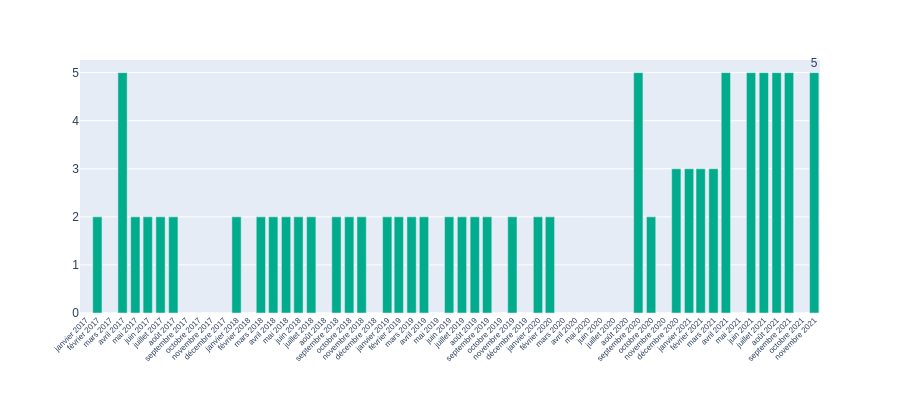 5
5
4
3
2
1
0
janvier 2017
février 2017
mars 2017
avril 2017
mai 2017
juin 2017
juillet 2017
août 2017
septembre 2017
octobre 2017
novembre 2017
décembre 2017
janvier 2018
février 2018
mars 2018
avril 2018
mai 2018
juin 2018
juillet 2018
août 2018
septembre 2018
octobre 2018
novembre 2018
décembre 2018
janvier 2019
février 2019
mars 2019
avril 2019
mai 2019
juin 2019
juillet 2019
août 2019
septembre 2019
octobre 2019
novembre 2019
décembre 2019
janvier 2020
février 2020
mars 2020
avril 2020
mai 2020
juin 2020
juillet 2020
août 2020
septembre 2020
octobre 2020
novembre 2020
décembre 2020
janvier 2021
février 2021
mars 2021
avril 2021
mai 2021
juin 2021
juillet 2021
août 2021
septembre 2021
octobre 2021
novembre 2021